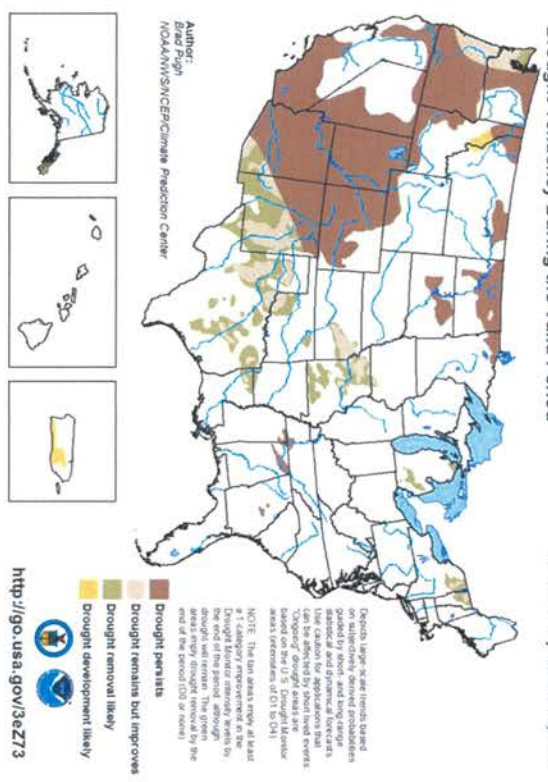 Author:
Brad Pugh
NOAA/NWS/NCEP/Climate Prediction Center
Depicts large-scale trends based
on subjectively derived probabilities
guided by short- and long-range
statistical and dynamical forecasts.
Use caution for applications that
can be affected by short lived events.
"Ongoing" drought areas are
based on the U.S. Drought Monitor
areas (intensities of D1 to D4).
NOTE: The tan areas imply at least
a 1-category improvement in the
Drought Monitor intensity levels by
the end of the period, although
drought will remain. The green
areas imply drought removal by the
end of the period (D0 or none).
Drought persists
Drought remains but improves
Drought removal likely
Drought development likely
http://go.usa.gov/3eZ73